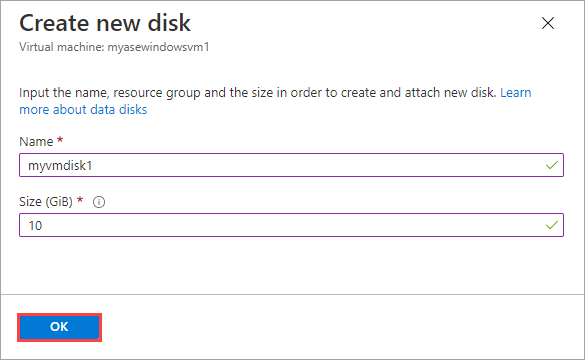 Create new disk
Virtual machine: myasewindowsvm1
Input the name, resource group and the size in order to create and attach new disk. Learn
more about data disks
Name *
myvmdisk1
Size (GiB) *
10
OK